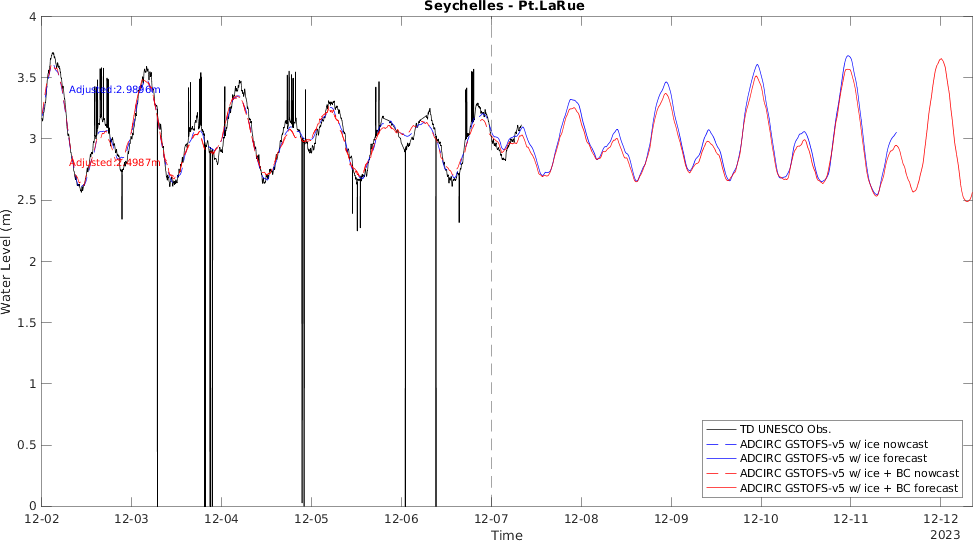 Seychelles - Pt.LaRue
4
3.5
3
2.5
2
1.5
1
0.5
0
Water Level (m)
Adjusted:2.9896m
Adjusted:2.4987m
TD UNESCO Obs.
ADCIRC GSTOFS-v5 w/ ice nowcast
ADCIRC GSTOFS-v5 w/ ice forecast
ADCIRC GSTOFS-v5 w/ ice + BC nowcast
ADCIRC GSTOFS-v5 w/ ice + BC forecast
12-02 12-03 12-04 12-05 12-06 12-07 12-08 12-09 12-10 12-11 12-12
Time
2023